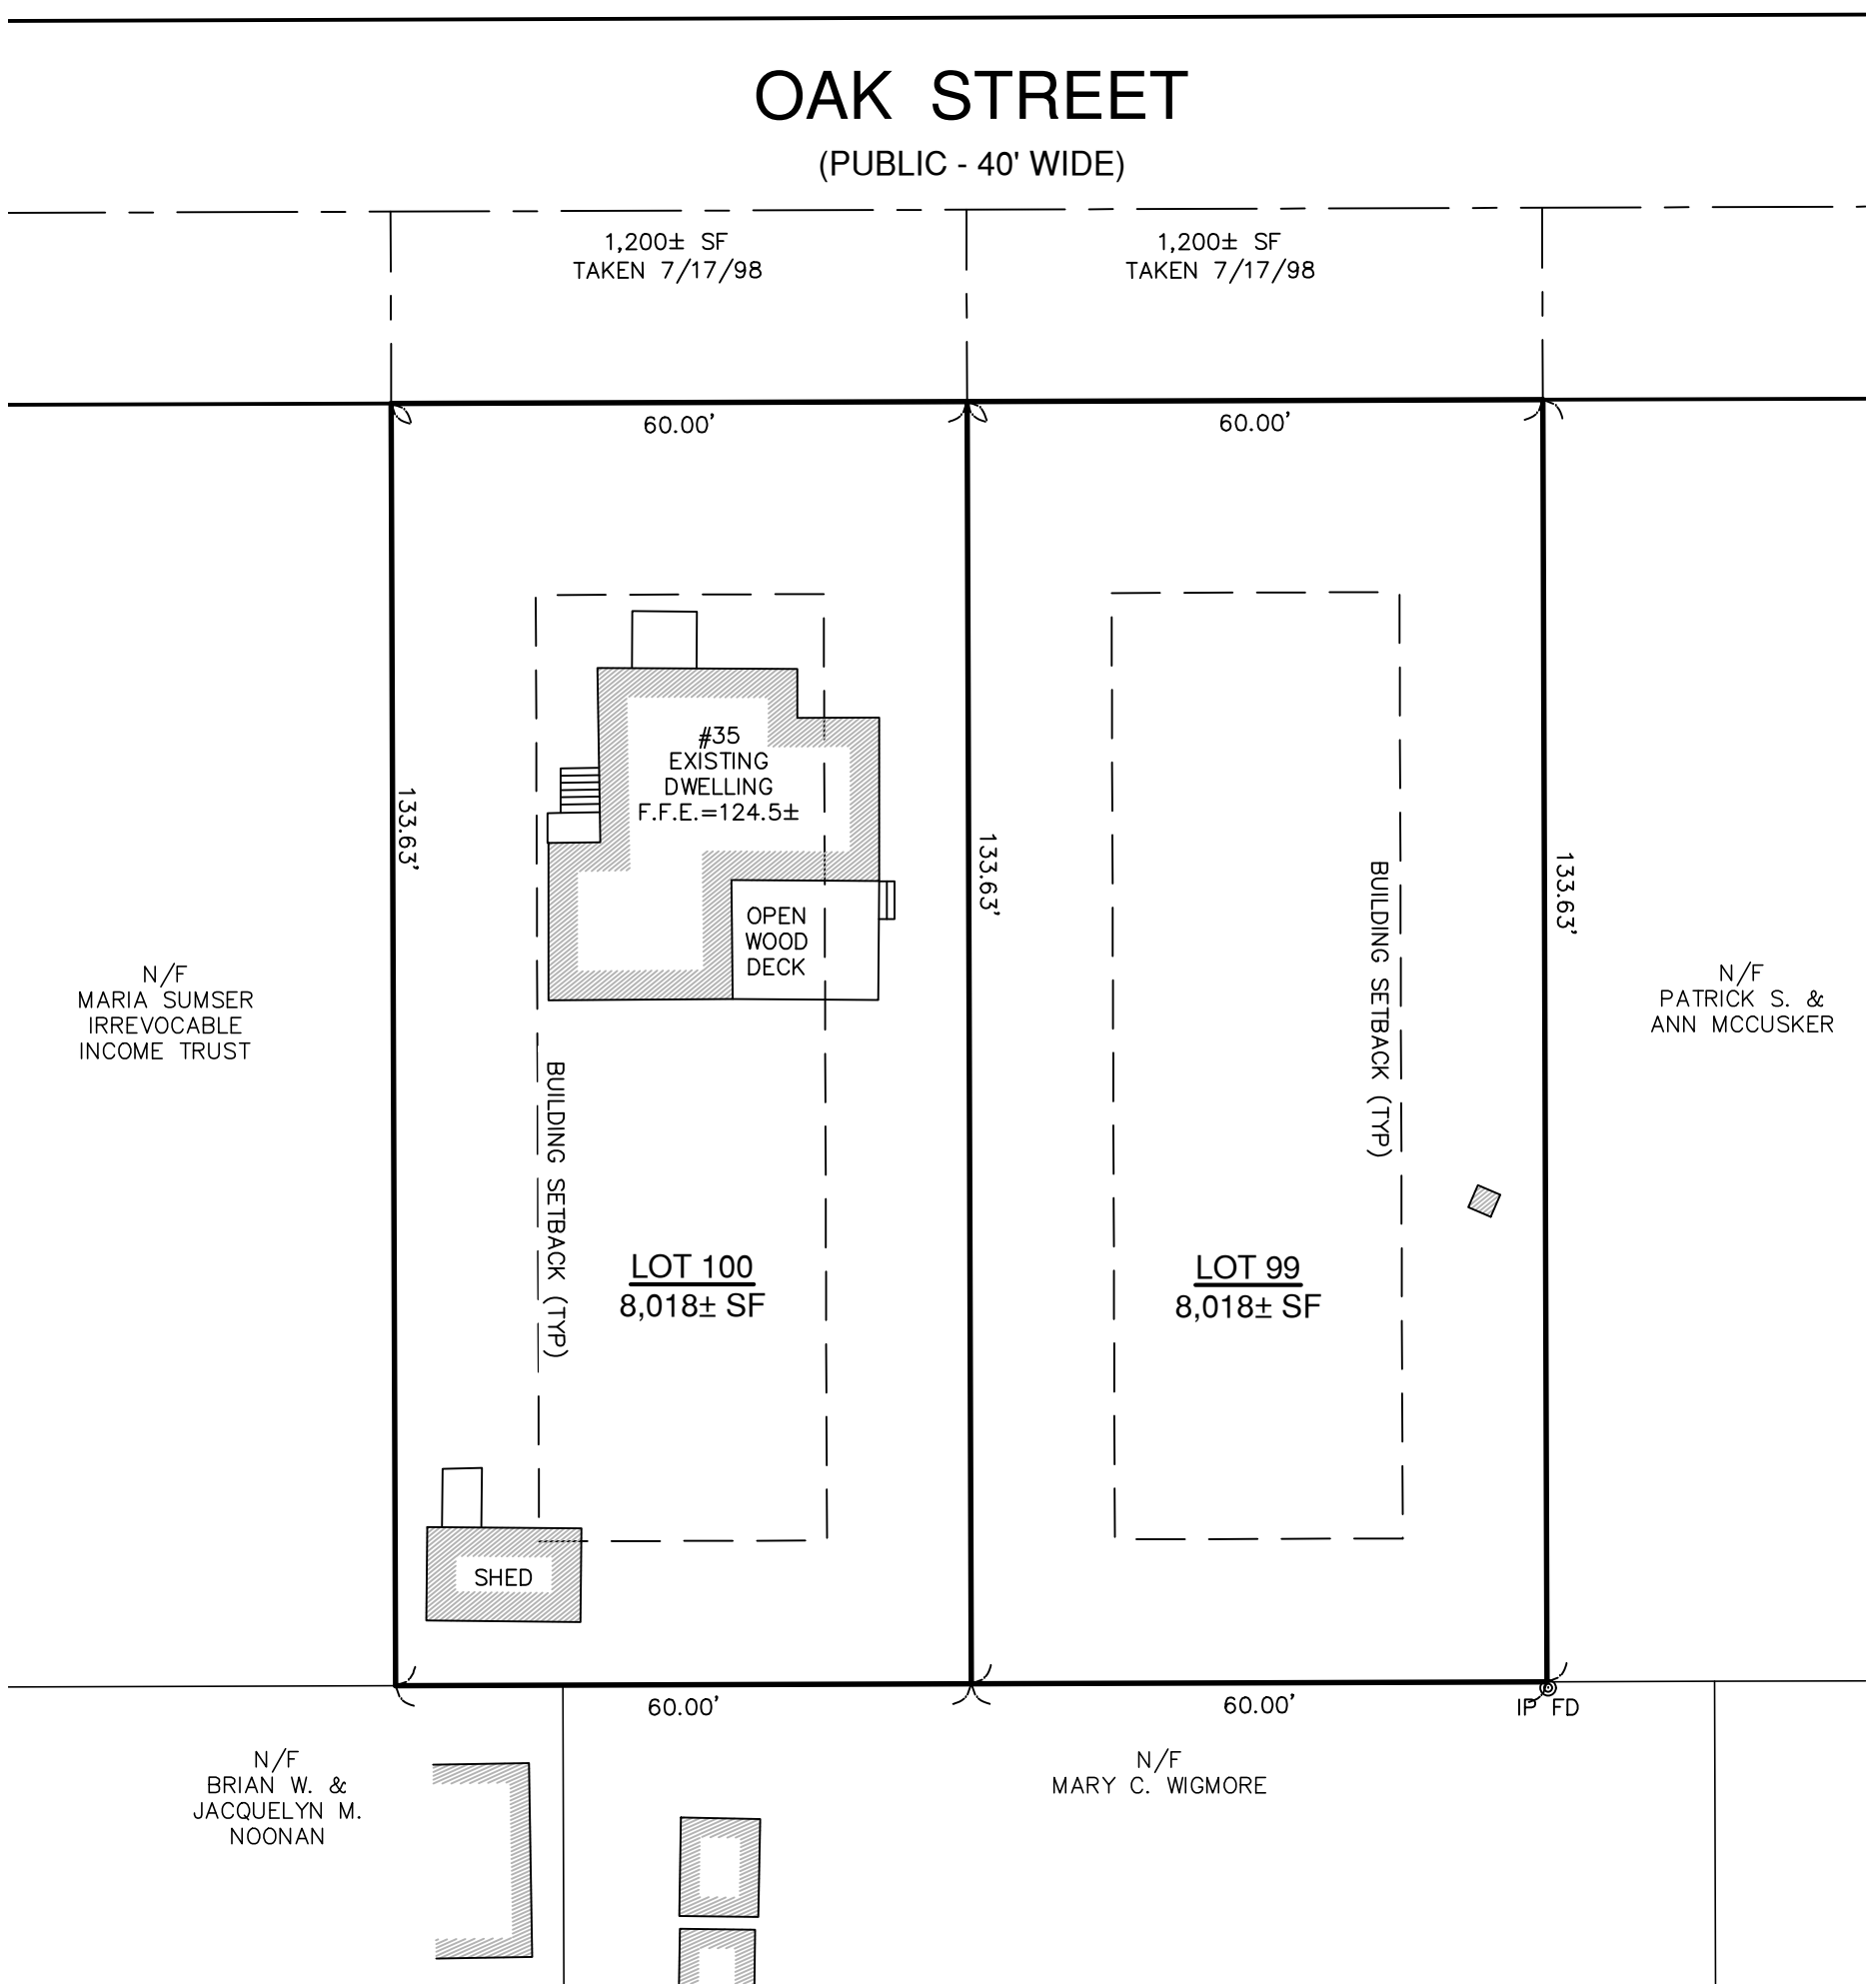 OAK STREET
(PUBLIC - 40' WIDE)
1,200± SF
TAKEN 7/17/98
1,200± SF
TAKEN 7/17/98
60.00'
60.00'
#35
EXISTING
DWELLING
F.F.E.=124.5±
133.63'
133.63'
133.63'
OPEN
WOOD
DECK
BUILDING SETBACK (TYP)
BUILDING SETBACK (TYP)
N/F
MARIA SUMSER
IRREVOCABLE
INCOME TRUST
N/F
PATRICK S. &
ANN MCCUSKER
LOT 100
8,018± SF
LOT 99
8,018± SF
SHED
60.00'
60.00'
IP FD
N/F
BRIAN W. &
JACQUELYN M.
NOONAN
N/F
MARY C. WIGMORE